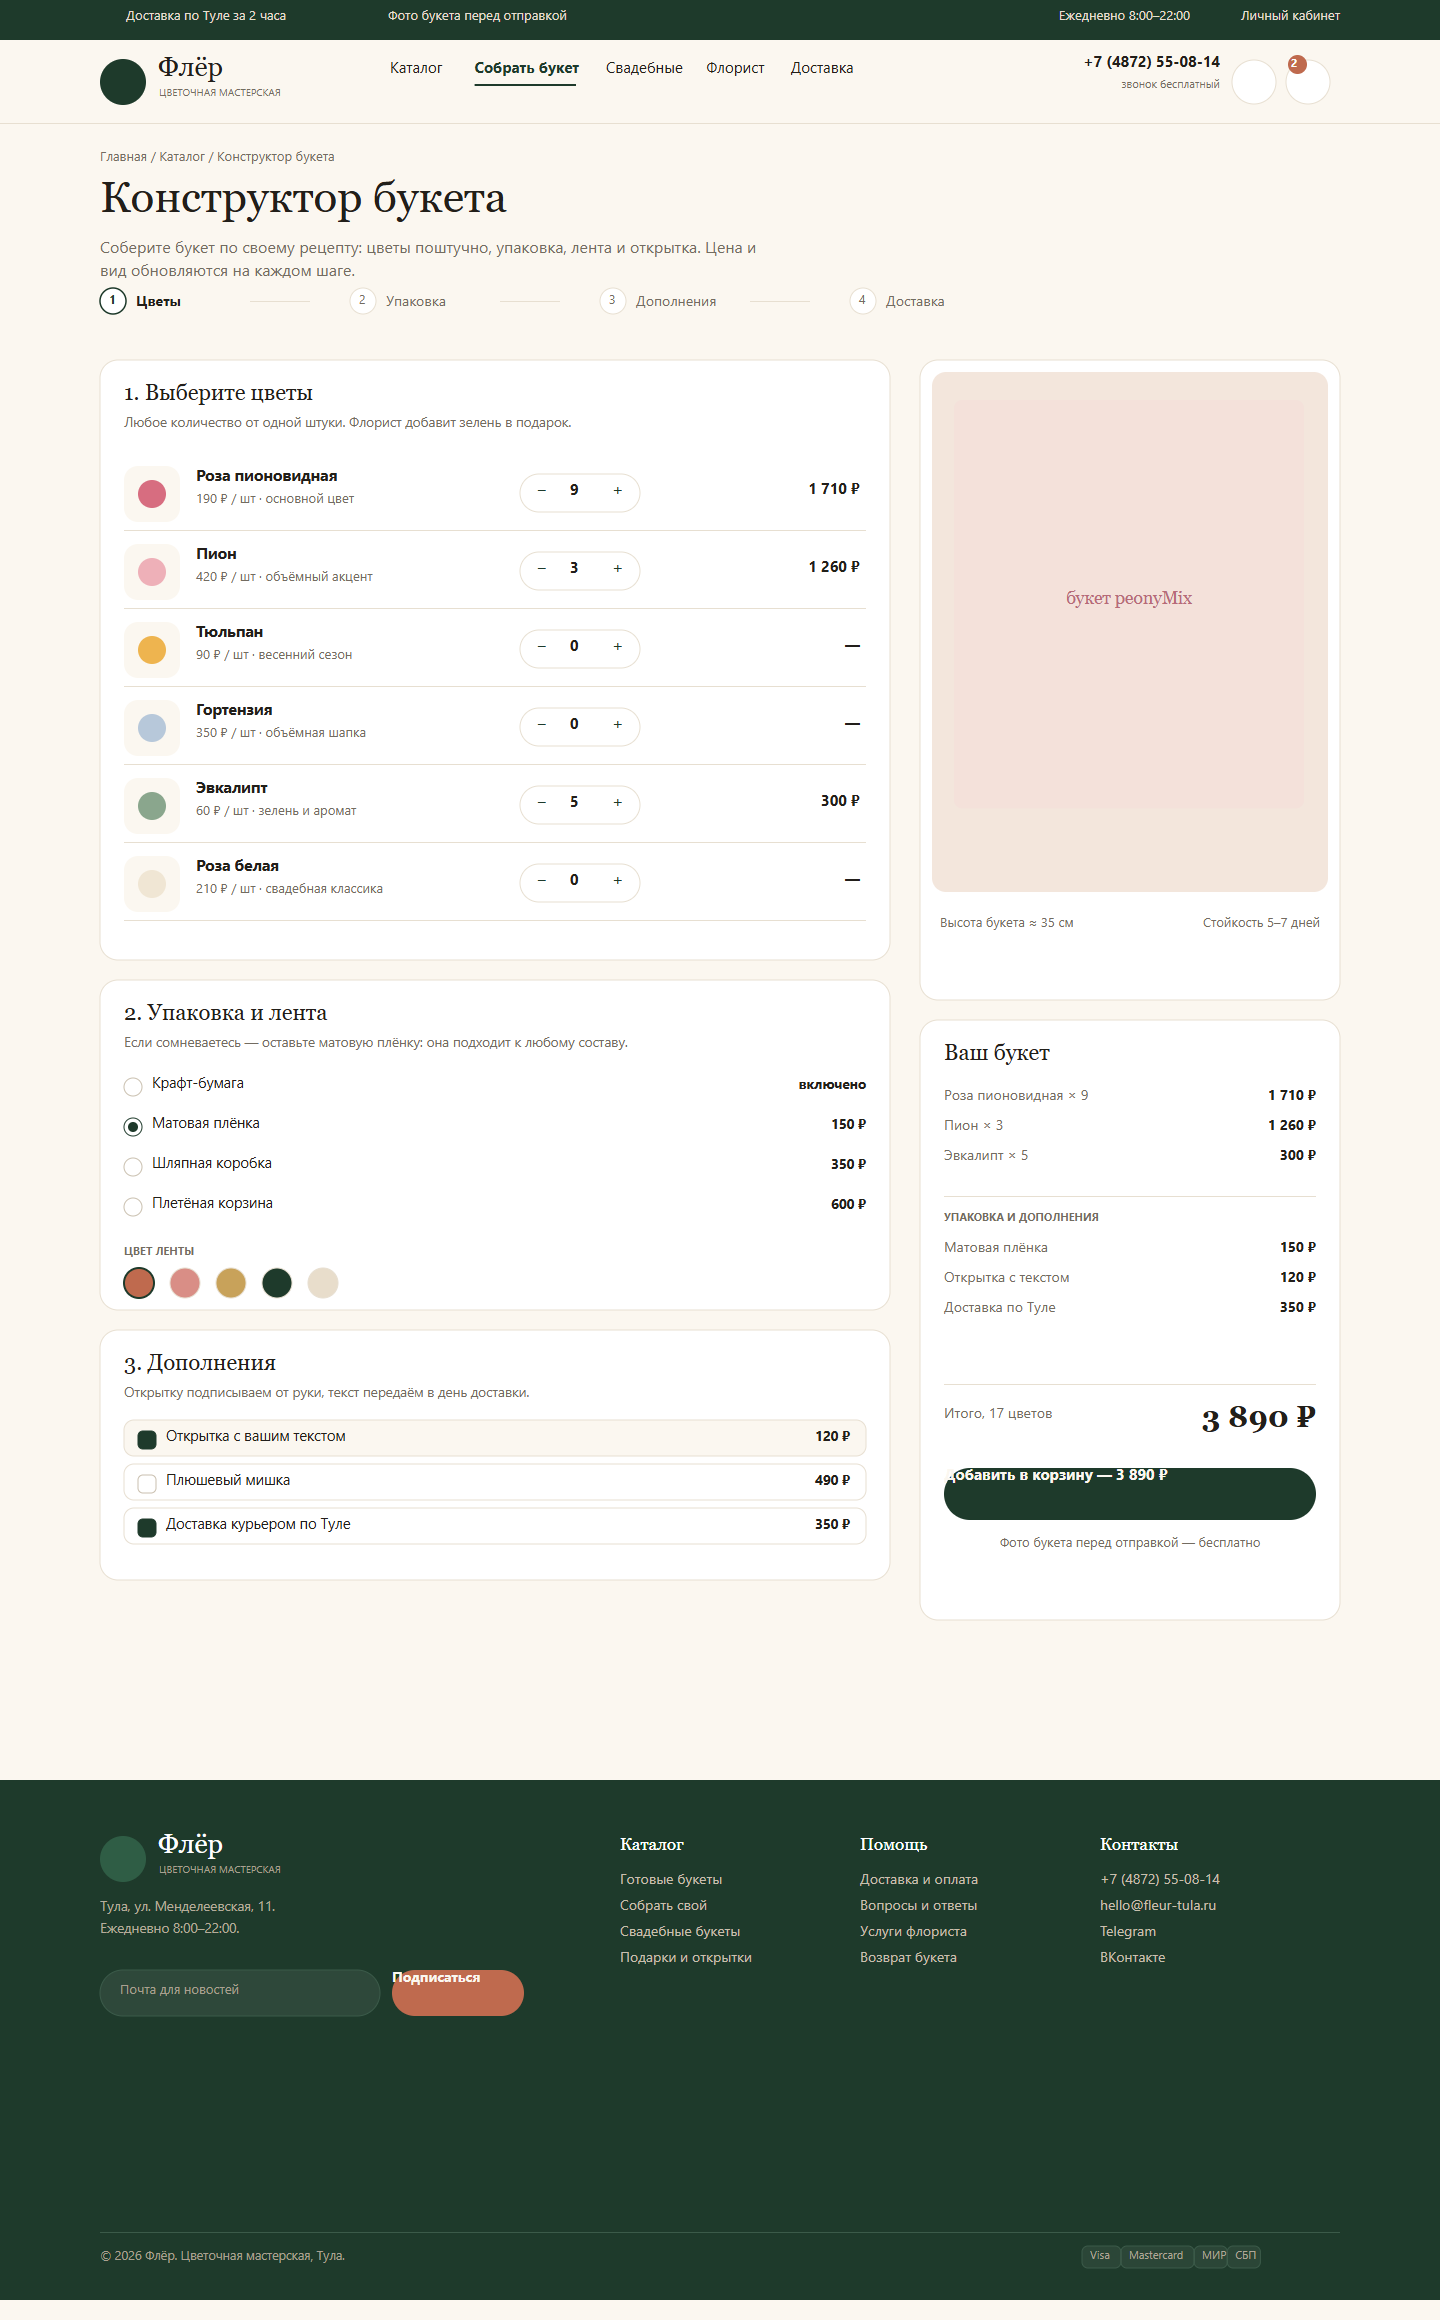 Доставка по Туле за 2 часа
Фото букета перед отправкой
Ежедневно 8:00–22:00
Личный кабинет
Флёр
ЦВЕТОЧНАЯ МАСТЕРСКАЯ
Каталог
Собрать букет
Свадебные
Флорист
Доставка
+7 (4872) 55-08-14
звонок бесплатный
2
Главная / Каталог / Конструктор букета
Конструктор букета
Соберите букет по своему рецепту: цветы поштучно, упаковка, лента и открытка. Цена и
вид обновляются на каждом шаге.
1 Цветы
2 Упаковка
3 Дополнения
4 Доставка
1. Выберите цветы
Любое количество от одной штуки. Флорист добавит зелень в подарок.
Роза пионовидная
190 ₽ / шт · основной цвет
− 9 +
1 710 ₽
Пион
420 ₽ / шт · объёмный акцент
− 3 +
1 260 ₽
Тюльпан
90 ₽ / шт · весенний сезон
− 0 +
—
Гортензия
350 ₽ / шт · объёмная шапка
− 0 +
—
Эвкалипт
60 ₽ / шт · зелень и аромат
− 5 +
300 ₽
Роза белая
210 ₽ / шт · свадебная классика
− 0 +
—
букет peonyMix
Высота букета ≈ 35 см
Стойкость 5–7 дней
2. Упаковка и лента
Если сомневаетесь — оставьте матовую плёнку: она подходит к любому составу.
Крафт-бумага
включено
Матовая плёнка
150 ₽
Шляпная коробка
350 ₽
Плетёная корзина
600 ₽
ЦВЕТ ЛЕНТЫ
3. Дополнения
Открытку подписываем от руки, текст передаём в день доставки.
Открытка с вашим текстом
120 ₽
Плюшевый мишка
490 ₽
Доставка курьером по Туле
350 ₽
Ваш букет
Роза пионовидная × 9
1 710 ₽
Пион × 3
1 260 ₽
Эвкалипт × 5
300 ₽
УПАКОВКА И ДОПОЛНЕНИЯ
Матовая плёнка
150 ₽
Открытка с текстом
120 ₽
Доставка по Туле
350 ₽
Итого, 17 цветов
3 890 ₽
Добавить в корзину — 3 890 ₽
Фото букета перед отправкой — бесплатно
Флёр
ЦВЕТОЧНАЯ МАСТЕРСКАЯ
Тула, ул. Менделеевская, 11.
Ежедневно 8:00–22:00.
Почта для новостей
Подписаться
Каталог
Готовые букеты
Собрать свой
Свадебные букеты
Подарки и открытки
Помощь
Доставка и оплата
Вопросы и ответы
Услуги флориста
Возврат букета
Контакты
+7 (4872) 55-08-14
hello@fleur-tula.ru
Telegram
ВКонтакте
© 2026 Флёр. Цветочная мастерская, Тула.
Visa
Mastercard
МИР
СБП